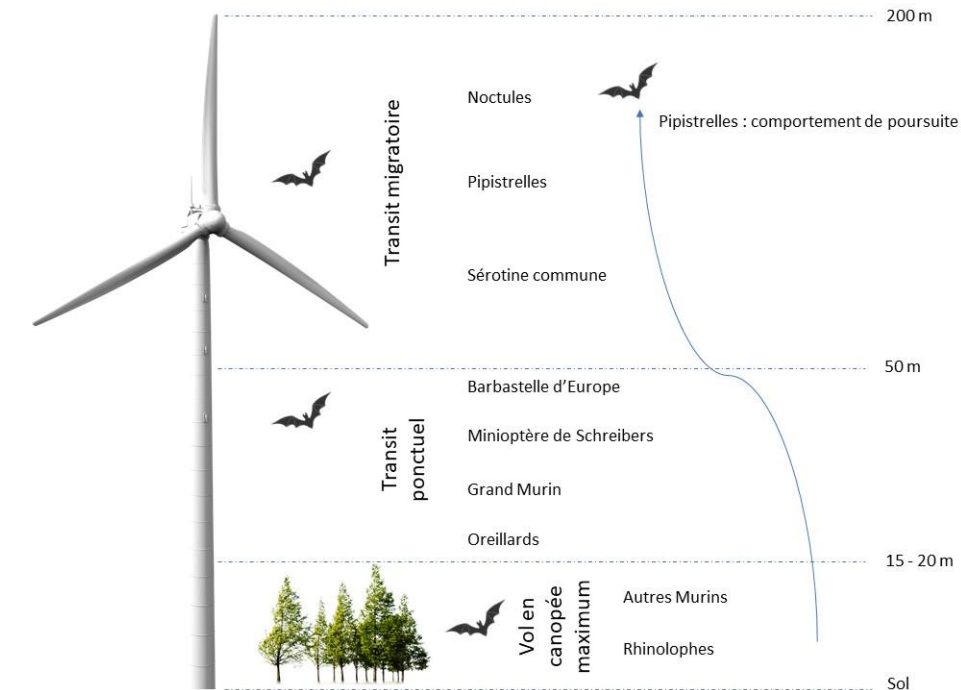 200 m
Noctules
Pipistrelles : comportement de poursuite
Transit migratoire
Pipistrelles
Sérotine commune
50 m
Barbastelle d’Europe
Minioptère de Schreibers
Transit
ponctuel
Grand Murin
Oreillards
15 - 20 m
Vol en
canopée
maximum
Autres Murins
Rhinolophes
Sol